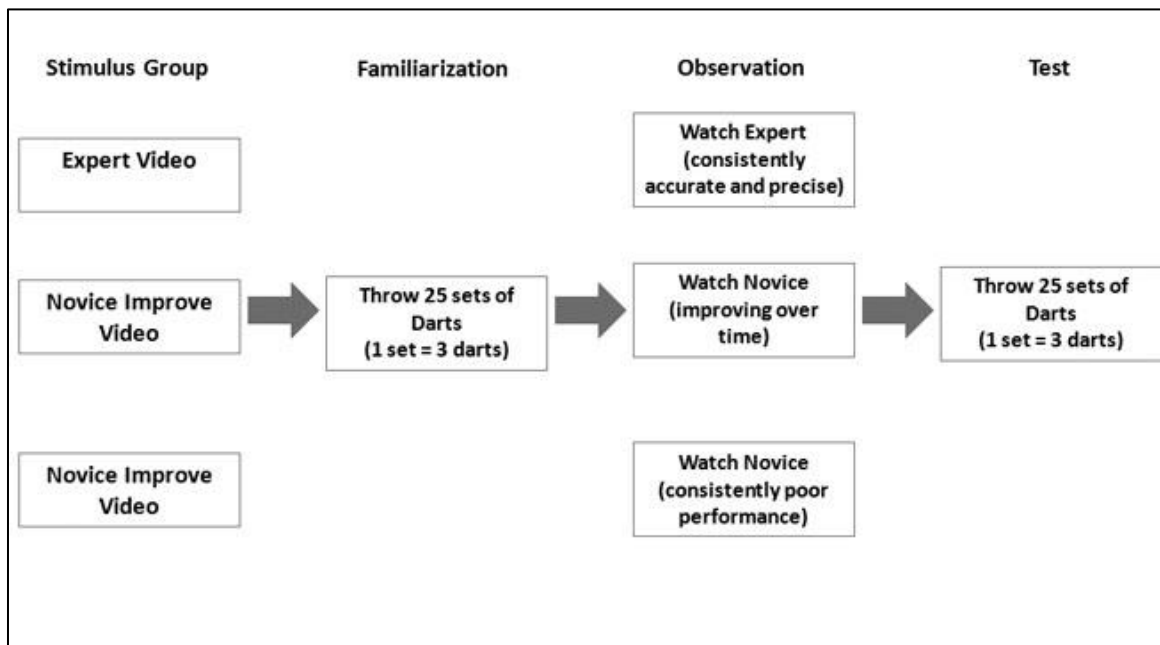 Stimulus Group
Familiarization
Observation
Test
Expert Video
Watch Expert
(consistently
accurate and precise)
Novice Improve
Video
Throw 25 sets of
Darts
(1 set = 3 darts)
Watch Novice
(improving over
time)
Throw 25 sets of
Darts
(1 set = 3 darts)
Novice Improve
Video
Watch Novice
(consistently poor
performance)